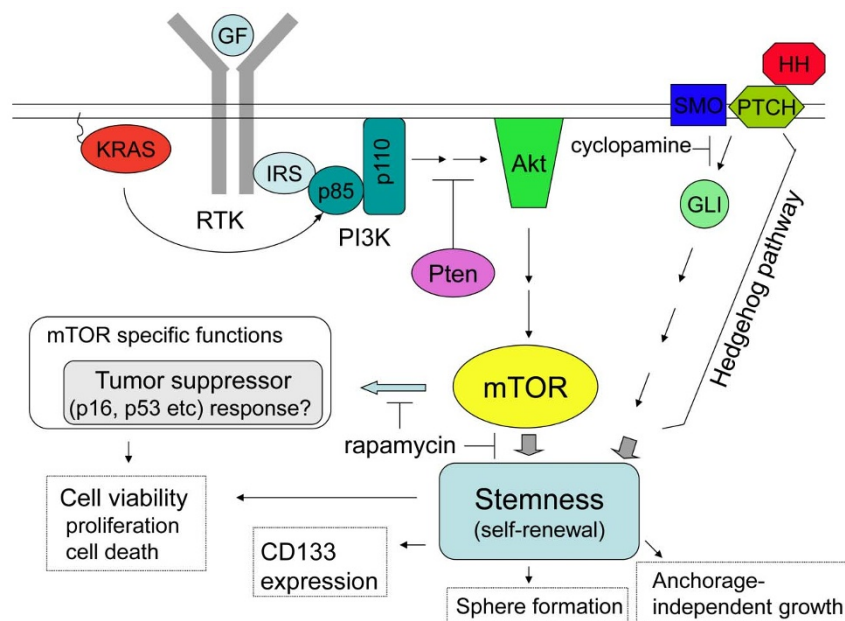 GF
HH
SMO
PTCH
KRAS
IRS
p85
p110
Akt
cyclopamine
GLI
RTK
PI3K
Pten
Hedgehog pathway
mTOR specific functions
Tumor suppressor
(p16, p53 etc) response?
mTOR
rapamycin
Cell viability
proliferation
cell death
Stemness
(self-renewal)
CD133
expression
Sphere formation
Anchorage-
independent growth